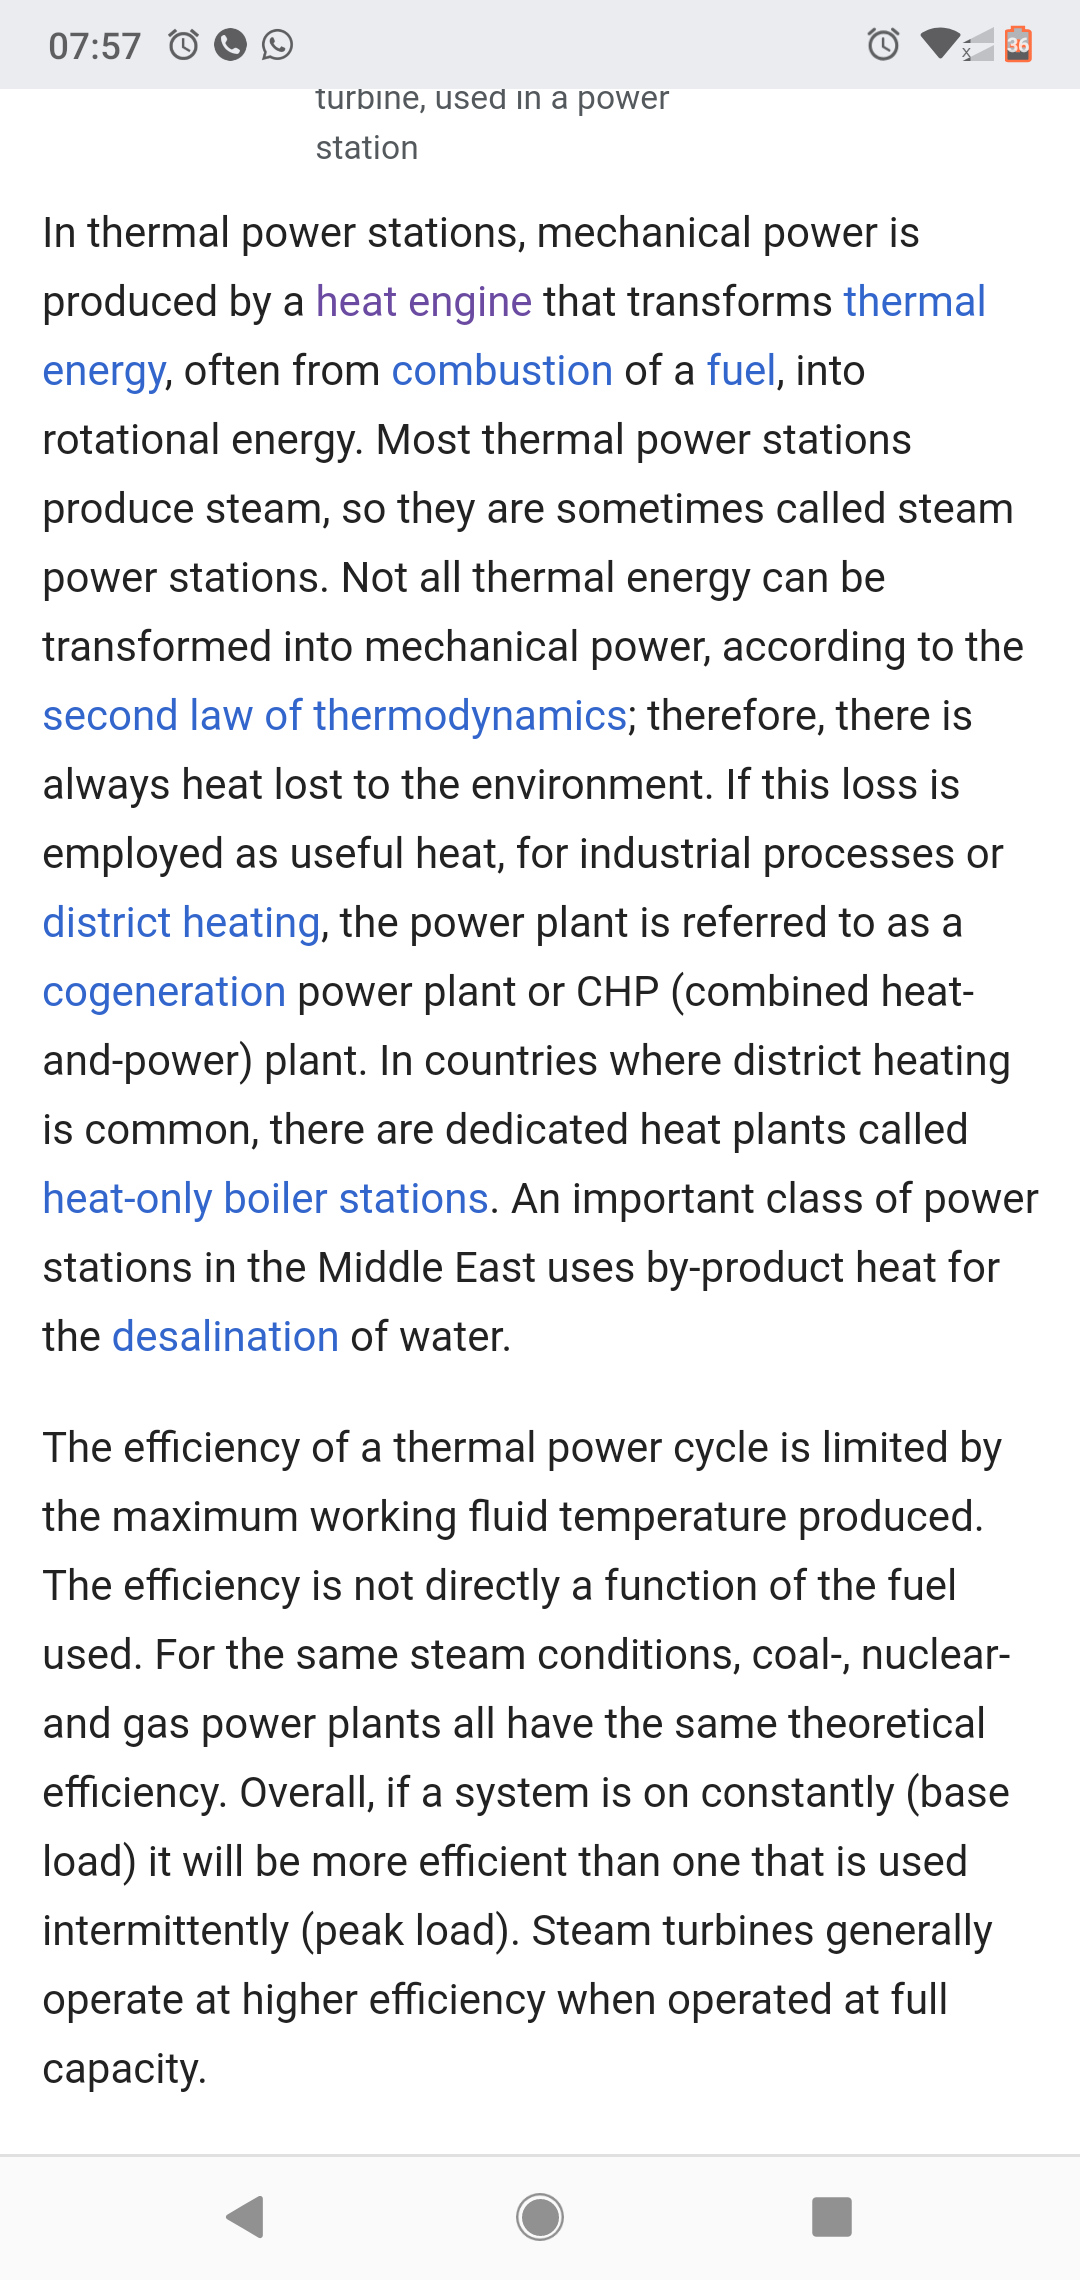 07:57
36
turbine, used in a power
station
In thermal power stations, mechanical power is
produced by a heat engine that transforms thermal
energy, often from combustion of a fuel, into
rotational energy. Most thermal power stations
produce steam, so they are sometimes called steam
power stations. Not all thermal energy can be
transformed into mechanical power, according to the
second law of thermodynamics; therefore, there is
always heat lost to the environment. If this loss is
employed as useful heat, for industrial processes or
district heating, the power plant is referred to as a
cogeneration power plant or CHP (combined heat-
and-power) plant. In countries where district heating
is common, there are dedicated heat plants called
heat-only boiler stations. An important class of power
stations in the Middle East uses by-product heat for
the desalination of water.
The efficiency of a thermal power cycle is limited by
the maximum working fluid temperature produced.
The efficiency is not directly a function of the fuel
used. For the same steam conditions, coal-, nuclear-
and gas power plants all have the same theoretical
efficiency. Overall, if a system is on constantly (base
load) it will be more efficient than one that is used
intermittently (peak load). Steam turbines generally
operate at higher efficiency when operated at full
capacity.